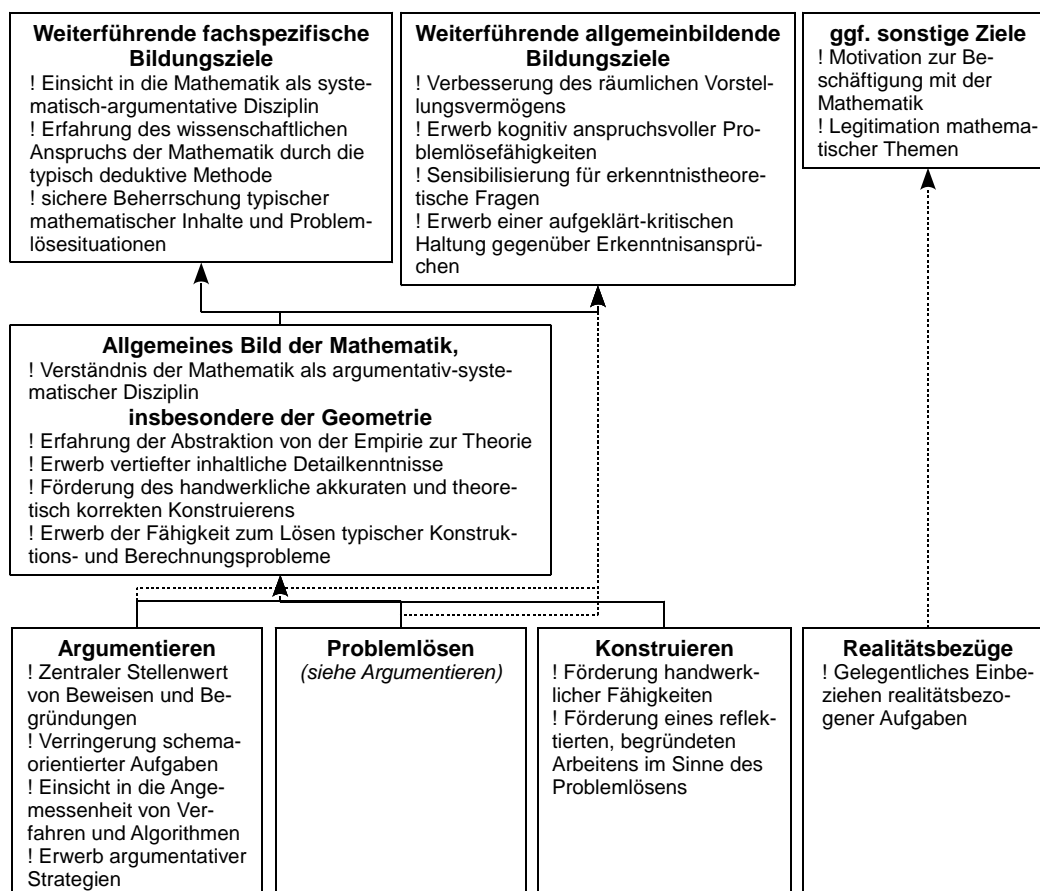 Weiterführende fachspezifische
Bildungsziele
! Einsicht in die Mathematik als syste-
matisch-argumentative Disziplin
! Erfahrung des wissenschaftlichen
Anspruchs der Mathematik durch die
typisch deduktive Methode
! sichere Beherrschung typischer
mathematischer Inhalte und Problem-
lösesituationen
Weiterführende allgemeinbildende
Bildungsziele
! Verbesserung des räumlichen Vorstel-
lungsvermögens
! Erwerb kognitiv anspruchsvoller Pro-
blemlösefähigkeiten
! Sensibilisierung für erkenntnistheore-
tische Fragen
! Erwerb einer aufgeklärt-kritischen
Haltung gegenüber Erkenntnisansprü-
chen
ggf. sonstige Ziele
! Motivation zur Be-
schäftigung mit der
Mathematik
! Legitimation mathema-
tischer Themen
Allgemeines Bild der Mathematik,
! Verständnis der Mathematik als argumentativ-syste-
matischer Disziplin
insbesondere der Geometrie
! Erfahrung der Abstraktion von der Empirie zur Theorie
! Erwerb vertiefter inhaltliche Detailkenntnisse
! Förderung des handwerkliche akkuraten und theore-
tisch korrekten Konstruierens
! Erwerb der Fähigkeit zum Lösen typischer Konstruk-
tions- und Berechnungsprobleme
Argumentieren
! Zentraler Stellenwert
von Beweisen und Be-
gründungen
! Verringerung schema-
orientierter Aufgaben
! Einsicht in die Ange-
messenheit von Ver-
fahren und Algorithmen
! Erwerb argumentativer
Strategien
Problemlösen
(siehe Argumentieren)
Konstruieren
! Förderung handwerk-
licher Fähigkeiten
! Förderung eines reflek-
tierten, begründeten
Arbeitens im Sinne des
Problemlösens
Realitätsbezüge
! Gelegentliches Einbe-
ziehen realitätsbezo-
gener Aufgaben